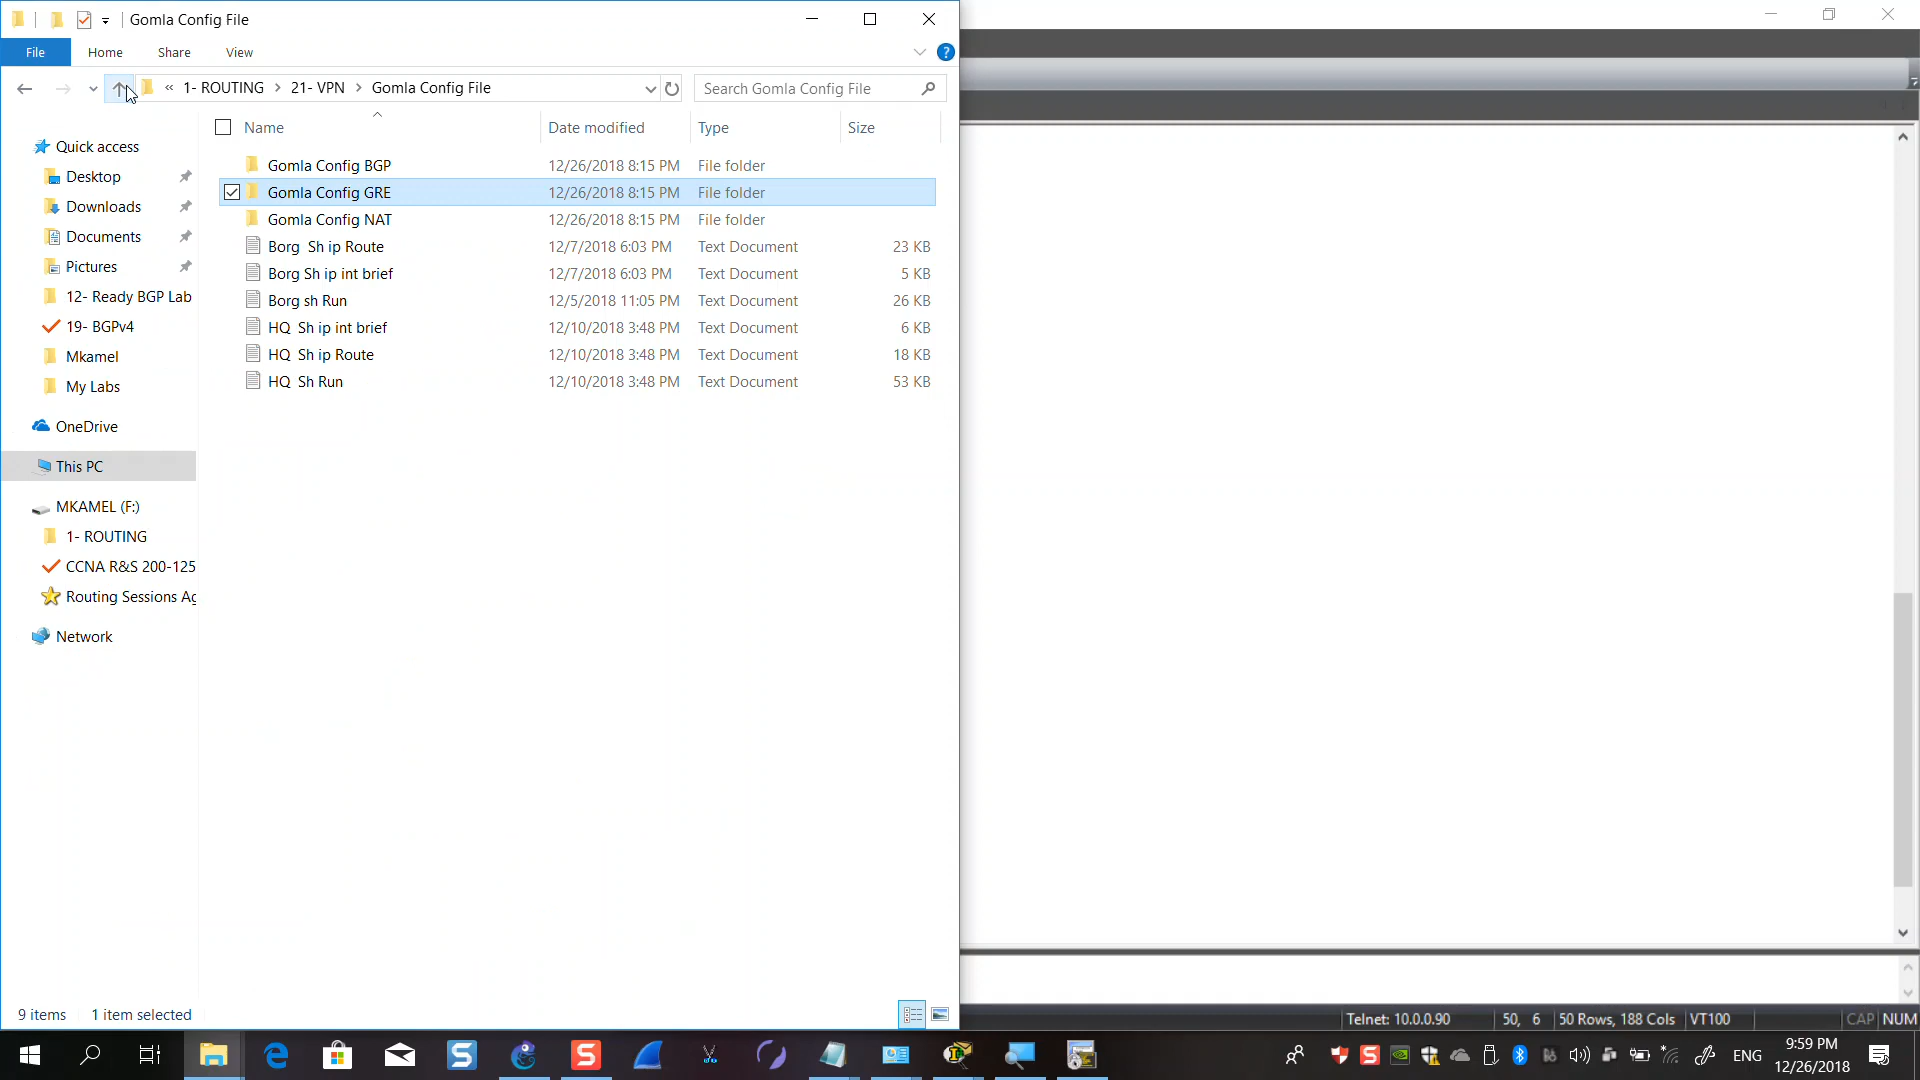 Gomla Config File
File Home Share View
« 1- ROUTING > 21- VPN > Gomla Config File
Search Gomla Config File
Name Date modified Type Size
Quick access
Desktop
Downloads
Documents
Pictures
12- Ready BGP Lab
19- BGPv4
Mkamel
My Labs
OneDrive
This PC
MKAMEL (F:)
1- ROUTING
CCNA R&S 200-125
Routing Sessions Ag
Network
Gomla Config BGP 12/26/2018 8:15 PM File folder
Gomla Config GRE 12/26/2018 8:15 PM File folder
Gomla Config NAT 12/26/2018 8:15 PM File folder
Borg  Sh ip Route 12/7/2018 6:03 PM Text Document 23 KB
Borg Sh ip int brief 12/7/2018 6:03 PM Text Document 5 KB
Borg sh Run 12/5/2018 11:05 PM Text Document 26 KB
HQ  Sh ip int brief 12/10/2018 3:48 PM Text Document 6 KB
HQ  Sh ip Route 12/10/2018 3:48 PM Text Document 18 KB
HQ  Sh Run 12/10/2018 3:48 PM Text Document 53 KB
9 items 1 item selected
Telnet: 10.0.0.90 50, 6 50 Rows, 188 Cols VT100 CAP NUM
ENG
9:59 PM
12/26/2018